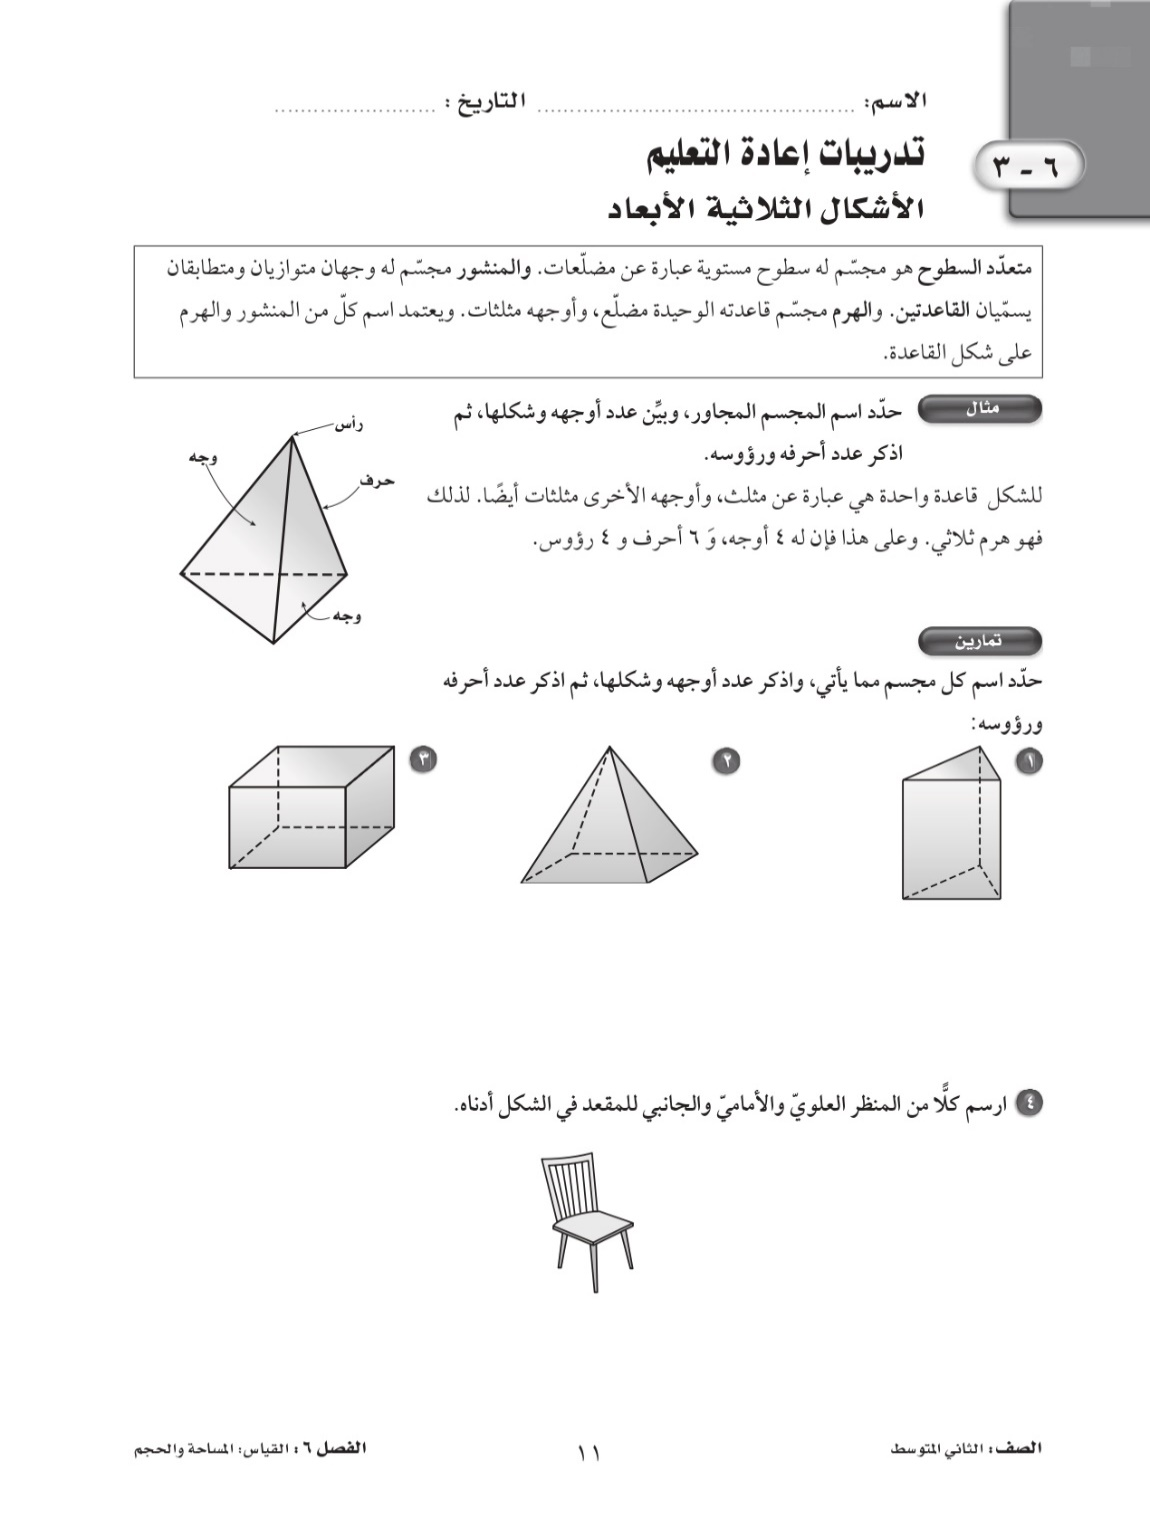 الاسم: ........................................ التاريخ : ........................
٦ - ٣
تدريبات إعادة التعليم
الأشكال الثلاثية الأبعاد
متعدّد السطوح هو مجسّم له سطوح مستوية عبارة عن مضلّعات. والمنشور مجسّم له وجهان متوازيان ومتطابقان
يسمّيان القاعدتين. والهرم مجسّم قاعدته الوحيدة مضلّع، وأوجهه مثلثات. ويعتمد اسم كلّ من المنشور والهرم
على شكل القاعدة.
مثال
حدّد اسم المجسم المجاور، وبيِّن عدد أوجهه وشكلها، ثم
اذكر عدد أحرفه ورؤوسه.
للشكل قاعدة واحدة هي عبارة عن مثلث، وأوجهه الأخرى مثلثات أيضًا. لذلك
فهو هرم ثلاثي. وعلى هذا فإن له ٤ أوجه، وَ ٦ أحرف و ٤ رؤوس.
رأس
وجه
حرف
وجه
تمارين
حدّد اسم كل مجسم مما يأتي، واذكر عدد أوجهه وشكلها، ثم اذكر عدد أحرفه
ورؤوسه:
١
٢
٣
٤ ارسم كلًّا من المنظر العلويّ والأماميّ والجانبي للمقعد في الشكل أدناه.
الصف: الثاني المتوسط
١١
الفصل ٦ : القياس: المساحة والحجم